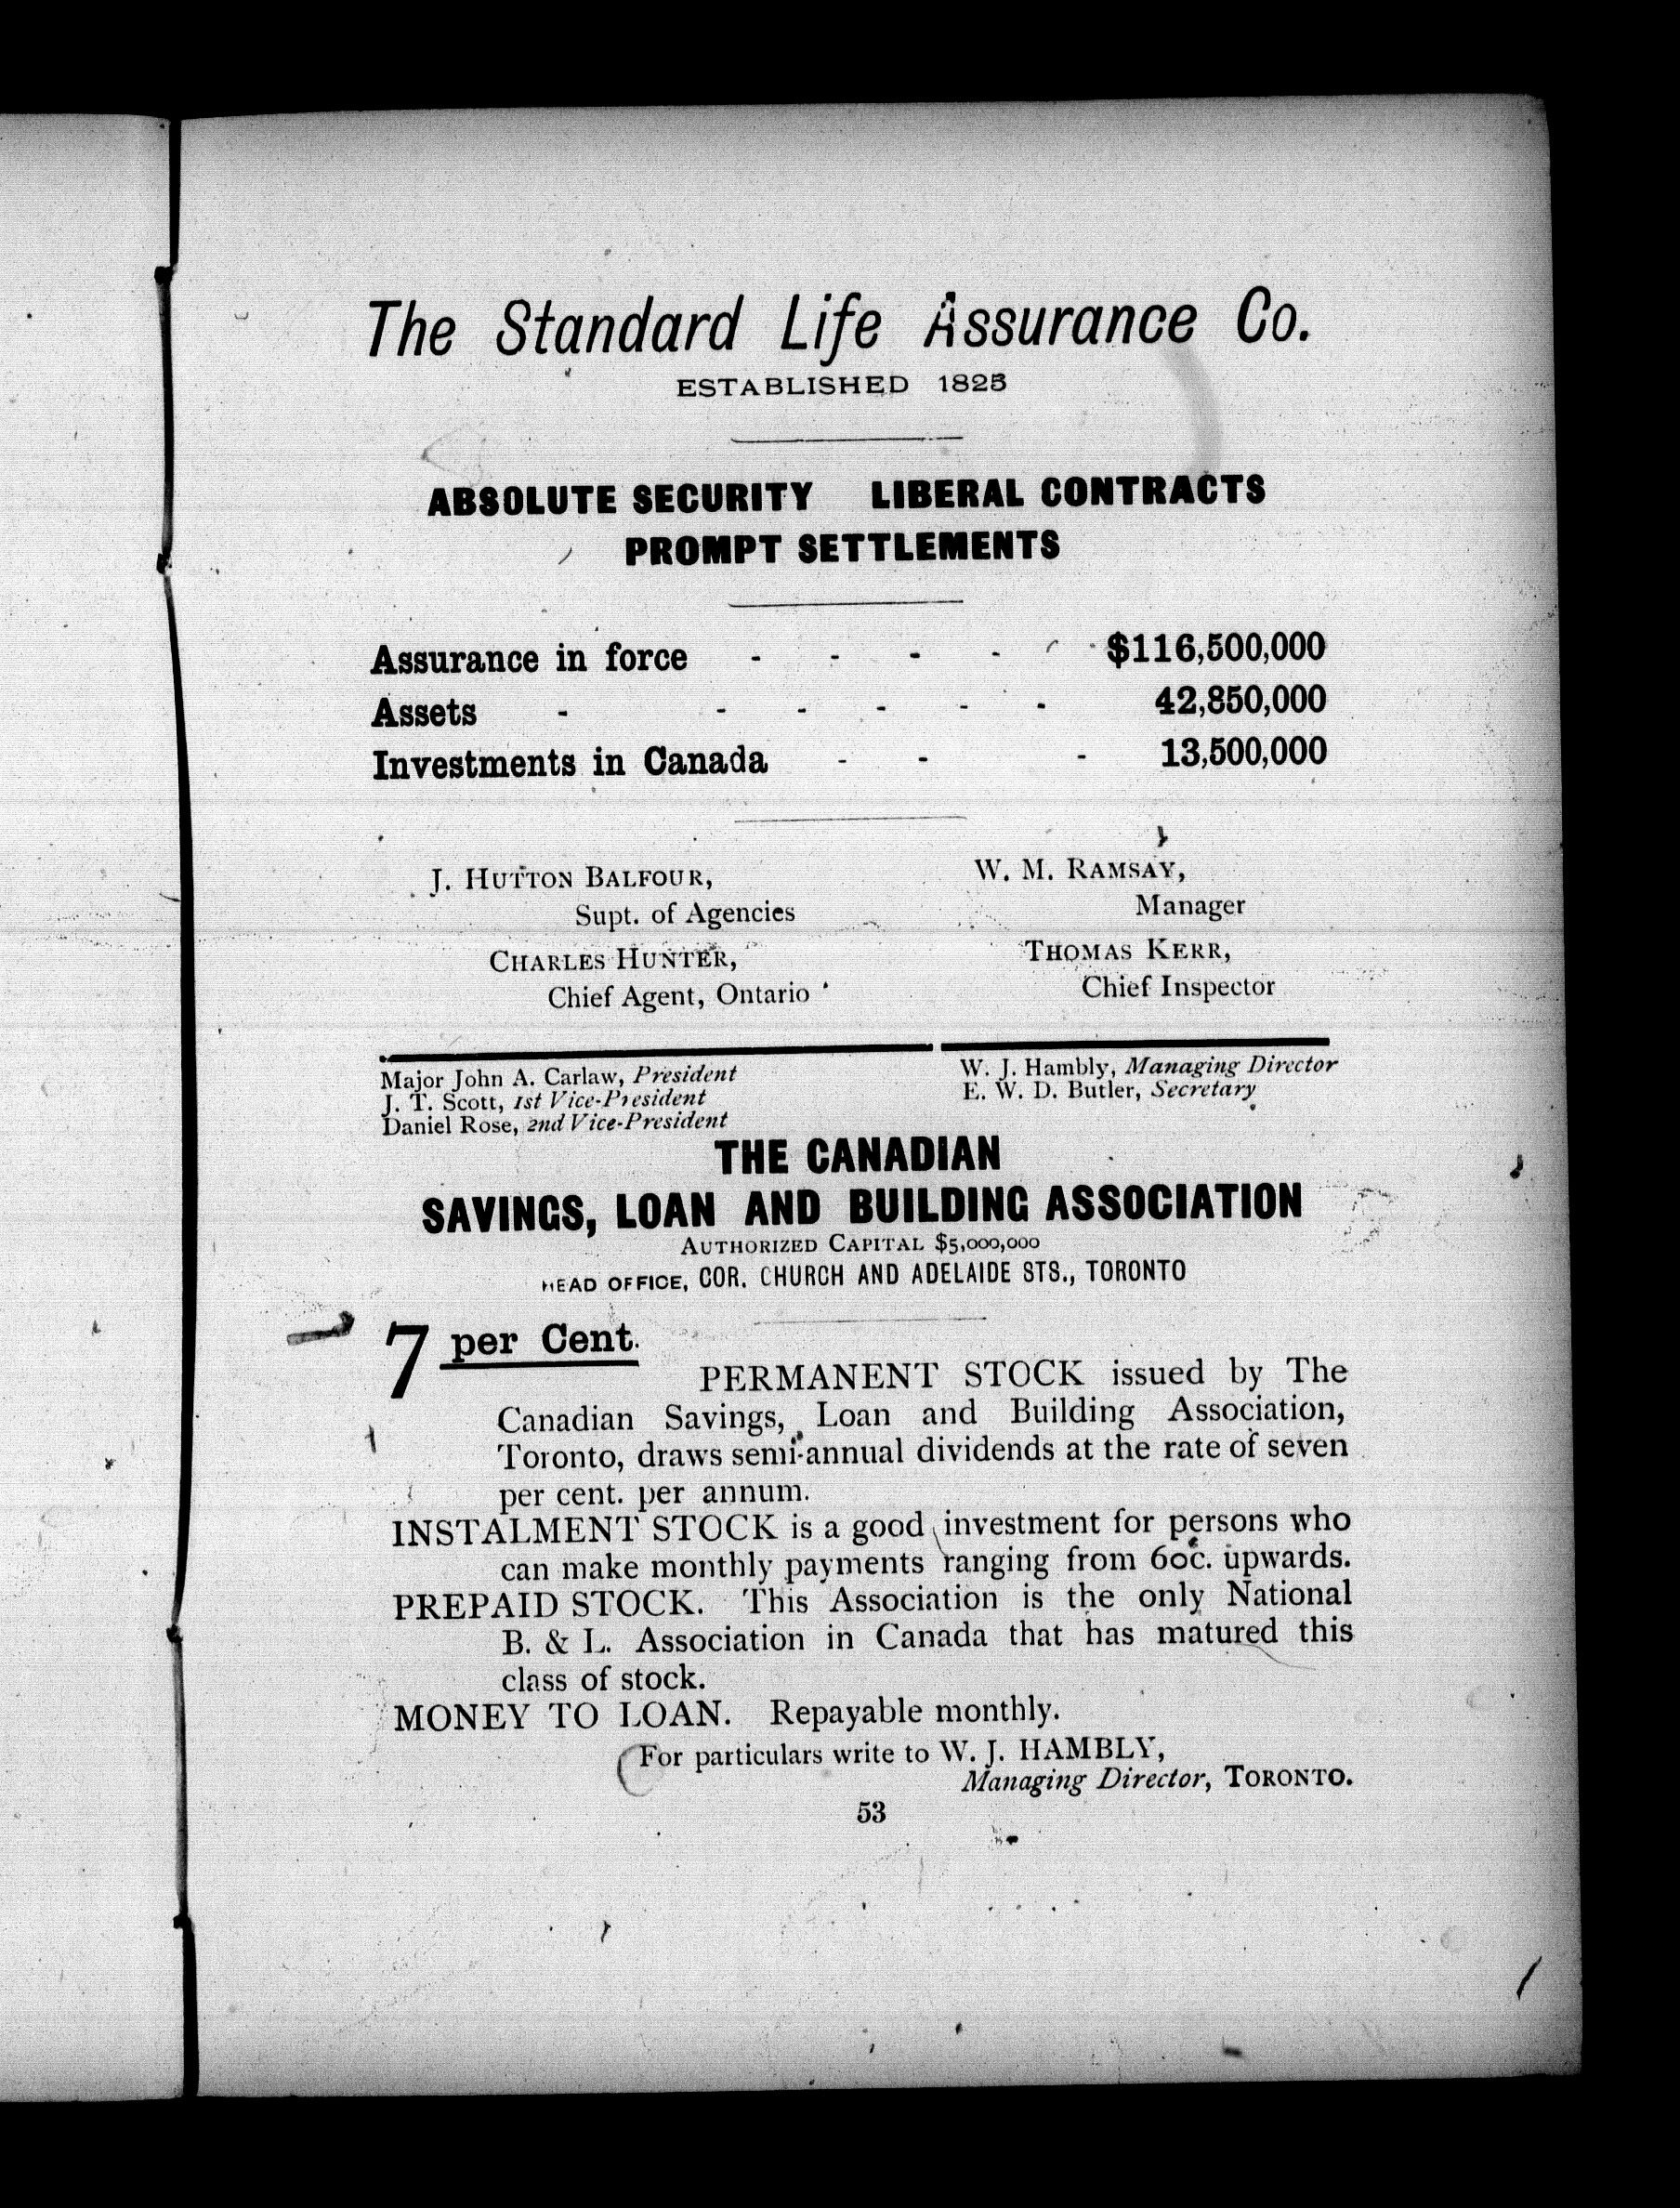 The Standard Life Assurance Co.
ESTABLISHED 1825
ABSOLUTE SECURITY LIBERAL CONTRACTS
PROMPT SETTLEMENTS
Assurance in force - - - - $116,500,000
Assets - - - - - - 42,850,000
Investments in Canada - - - 13,500,000
J. HUTTON BALFOUR,
Supt. of Agencies
W. M. RAMSAY,
Manager
CHARLES HUNTER,
Chief Agent, Ontario
THOMAS KERR,
Chief Inspector
Major John A. Carlaw, President
J. T. Scott, 1st Vice-President
Daniel Rose, 2nd Vice-President
W. J. Hambly, Managing Director
E. W. D. Butler, Secretary
THE CANADIAN
SAVINGS, LOAN AND BUILDING ASSOCIATION
AUTHORIZED CAPITAL $5,000,000
HEAD OFFICE, COR. CHURCH AND ADELAIDE STS., TORONTO
7 per Cent.
PERMANENT STOCK issued by The
Canadian Savings, Loan and Building Association,
Toronto, draws semi-annual dividends at the rate of seven
per cent. per annum.
INSTALMENT STOCK is a good investment for persons who
can make monthly payments ranging from 60c. upwards.
PREPAID STOCK. This Association is the only National
B. & L. Association in Canada that has matured this
class of stock.
MONEY TO LOAN. Repayable monthly.
For particulars write to W. J. HAMBLY,
Managing Director, TORONTO.
53